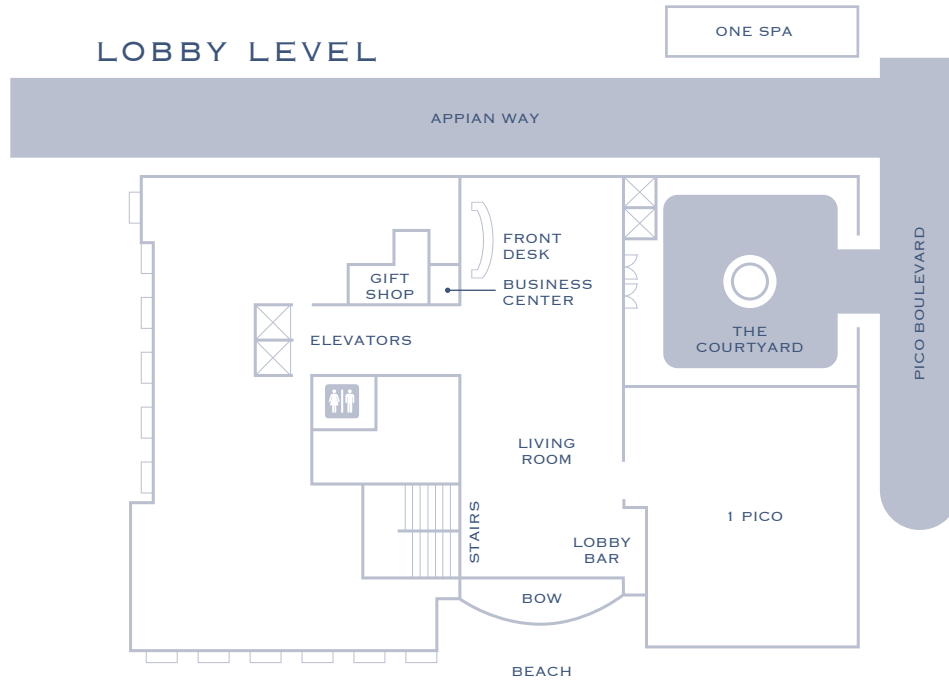 ONE SPA
LOBBY LEVEL
APPIAN WAY
FRONT
DESK
GIFT
SHOP
BUSINESS
CENTER
PICO BOULEVARD
ELEVATORS
THE
COURTYARD
LIVING
ROOM
STAIRS
1 PICO
LOBBY
BAR
BOW
BEACH